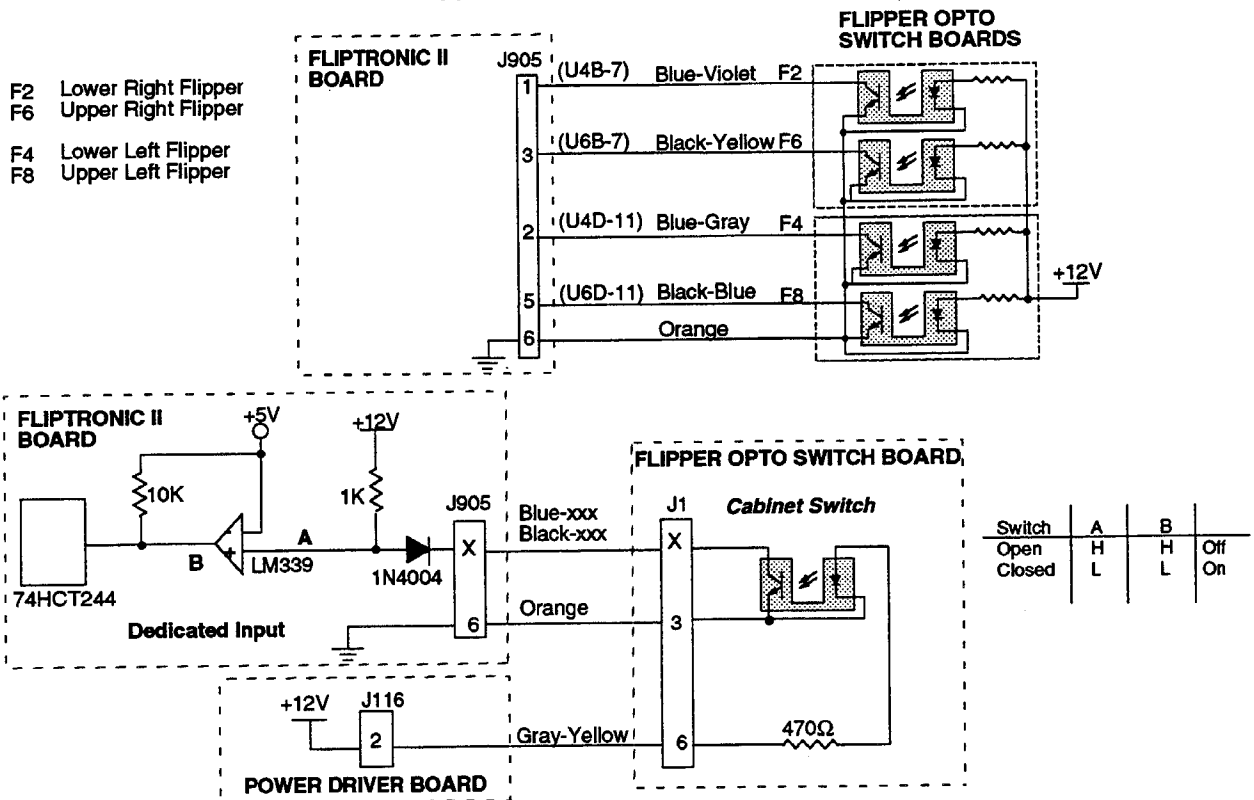 FLIPPER OPTO
SWITCH BOARDS
FLIPTRONIC II
BOARD
J905
F2 Lower Right Flipper
F6 Upper Right Flipper
F4 Lower Left Flipper
F8 Upper Left Flipper
1 (U4B-7) Blue-Violet F2
3 (U6B-7) Black-Yellow F6
2 (U4D-11) Blue-Gray F4
5 (U6D-11) Black-Blue F8
6 Orange
+12V
FLIPTRONIC II
BOARD
+5V
+12V
10K
1K
J905
A
B
-
+
LM339
1N4004
X
6
74HCT244
Dedicated Input
Blue-xxx
Black-xxx
Orange
FLIPPER OPTO SWITCH BOARD
J1
Cabinet Switch
X
3
6
470Ω
Switch A B
Open H H Off
Closed L L On
+12V
J116
2
Gray-Yellow
POWER DRIVER BOARD